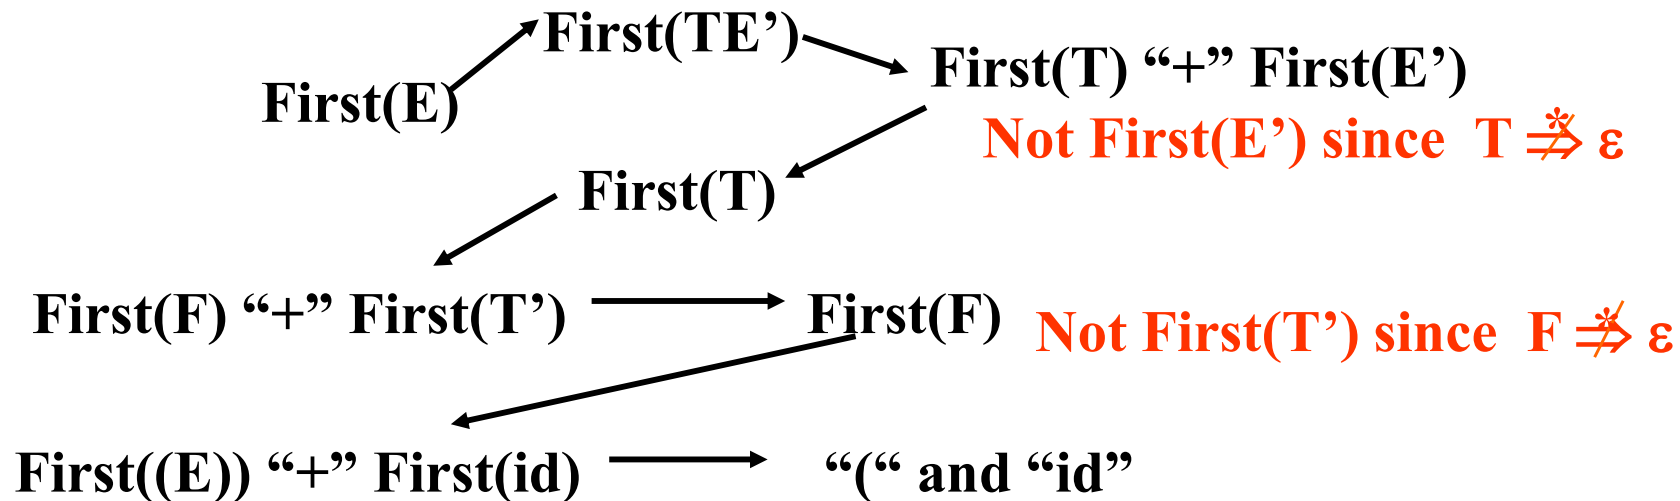 First(TE’)
First(E)
First(T) “+” First(E’)
Not First(E’) since T ⇏* ε
First(T)
First(F) “+” First(T’)
First(F)
Not First(T’) since F ⇏* ε
First((E)) “+” First(id)
“(“ and “id”